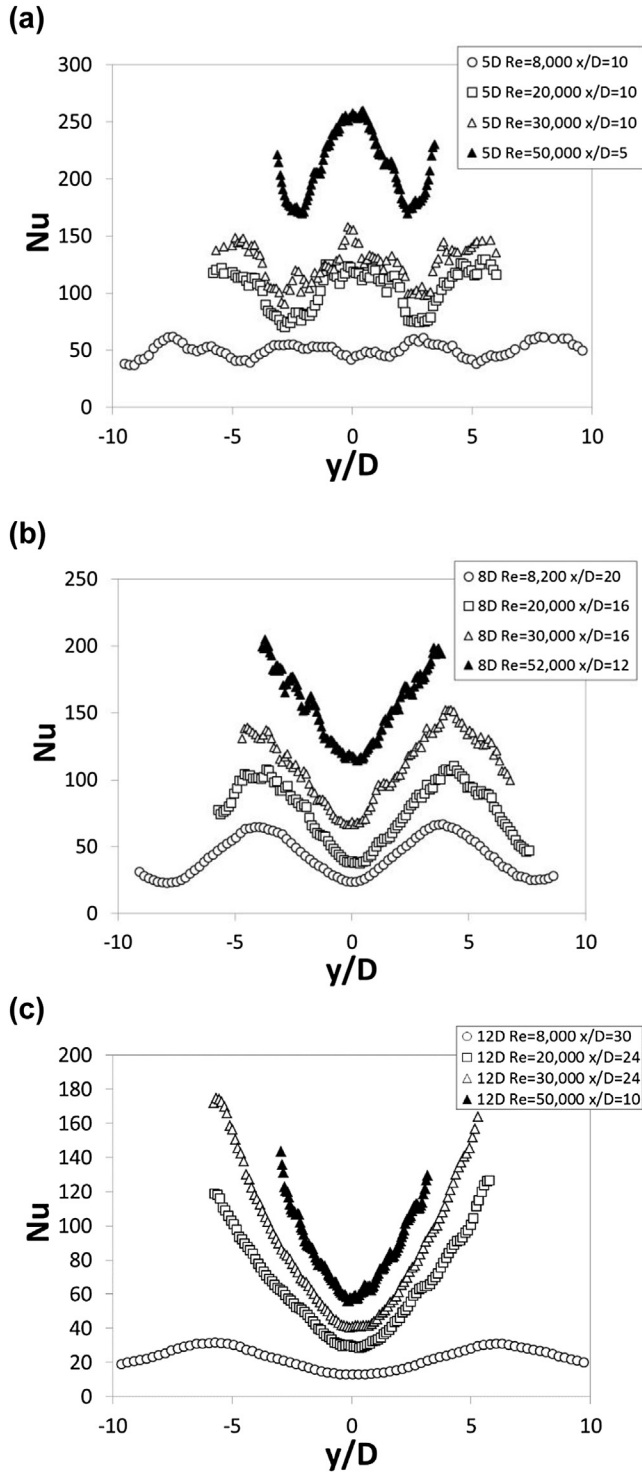 (a)
300
250
200
150
100
50
0
Nu
-10
-5
0
5
10
y/D
5D Re=8,000 x/D=10
5D Re=20,000 x/D=10
5D Re=30,000 x/D=10
5D Re=50,000 x/D=5
(b)
250
200
150
100
50
0
Nu
-10
-5
0
5
10
y/D
8D Re=8,200 x/D=20
8D Re=20,000 x/D=16
8D Re=30,000 x/D=16
8D Re=52,000 x/D=12
(c)
200
180
160
140
120
100
80
60
40
20
0
Nu
-10
-5
0
5
10
y/D
12D Re=8,000 x/D=30
12D Re=20,000 x/D=24
12D Re=30,000 x/D=24
12D Re=50,000 x/D=10